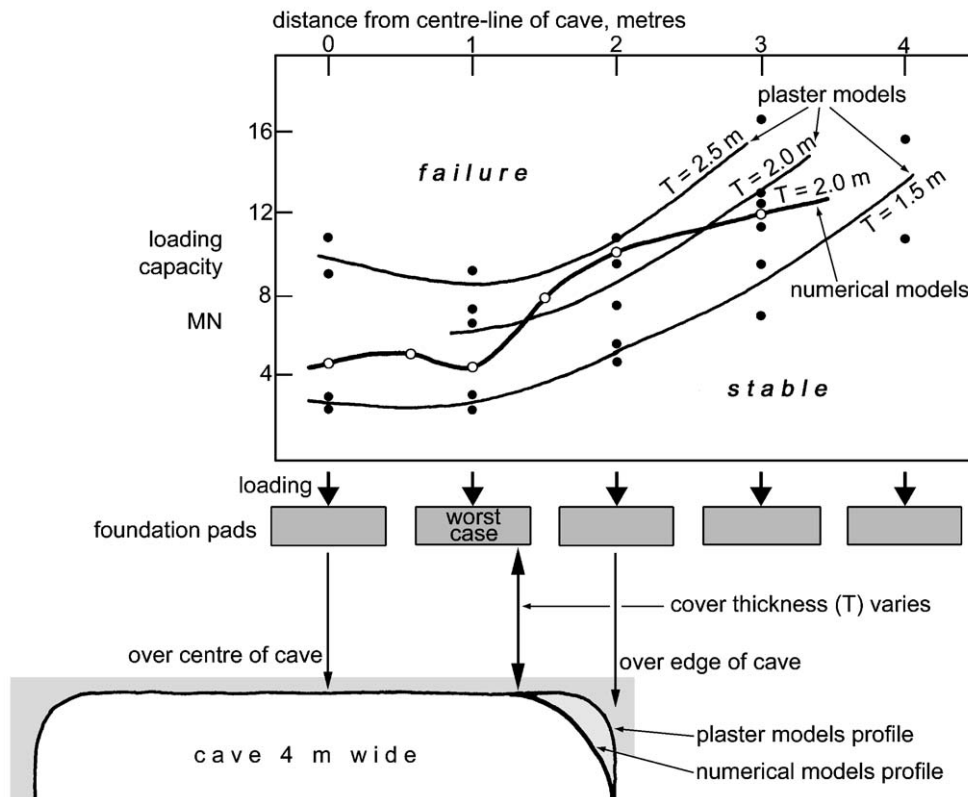 distance from centre-line of cave, metres
0 1 2 3 4
plaster models
16
failure
T = 2.5 m
T = 2.0 m
T = 2.0 m
T = 1.5 m
12
loading
capacity
8
numerical models
MN
4
stable
loading
foundation pads
worst
case
cover thickness (T) varies
over centre of cave
over edge of cave
plaster models profile
cave 4 m wide
numerical models profile